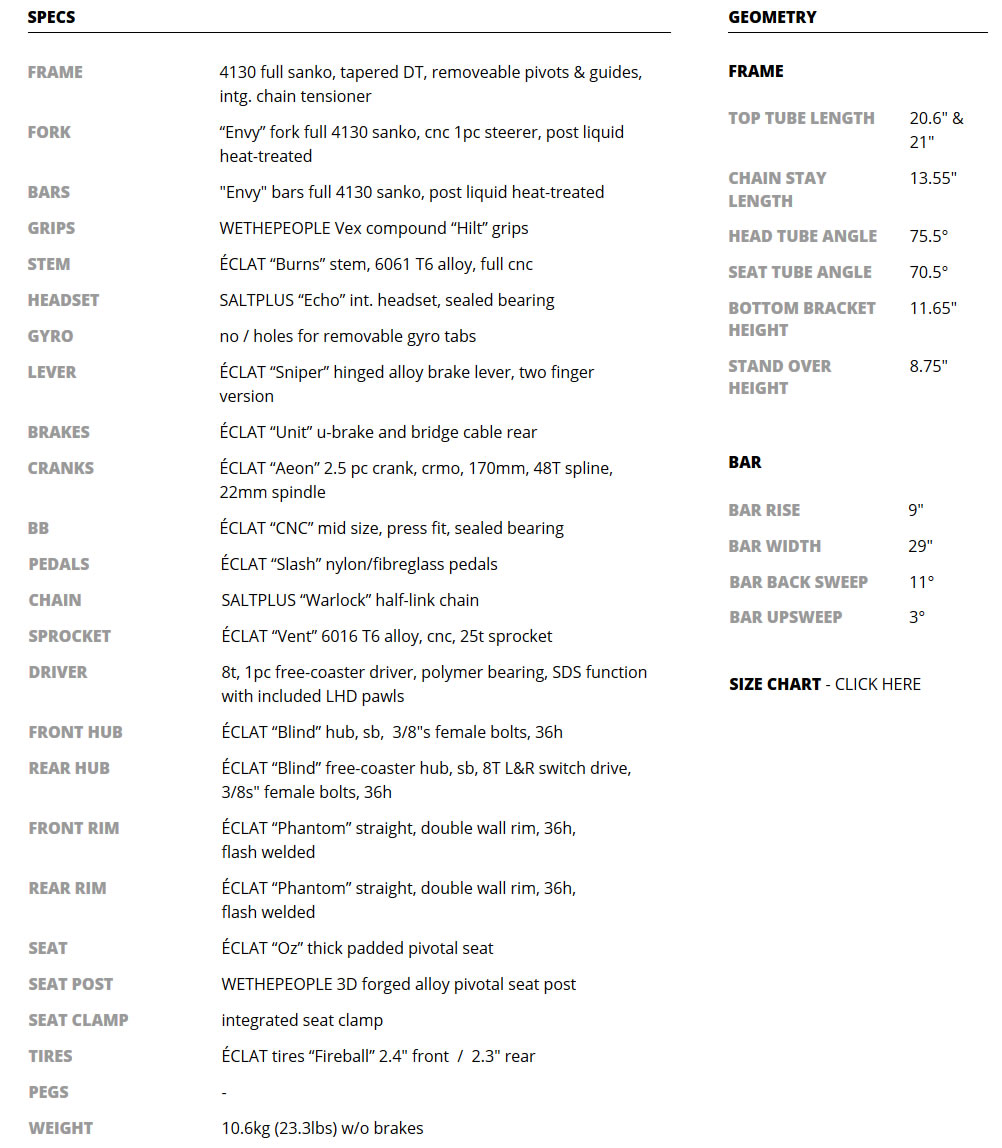 SPECS
FRAME 4130 full sanko, tapered DT, removeable pivots & guides,
intg. chain tensioner
FORK “Envy” fork full 4130 sanko, cnc 1pc steerer, post liquid
heat-treated
BARS "Envy" bars full 4130 sanko, post liquid heat-treated
GRIPS WETHEPEOPLE Vex compound “Hilt” grips
STEM ÉCLAT “Burns” stem, 6061 T6 alloy, full cnc
HEADSET SALTPLUS “Echo” int. headset, sealed bearing
GYRO no / holes for removable gyro tabs
LEVER ÉCLAT “Sniper” hinged alloy brake lever, two finger
version
BRAKES ÉCLAT “Unit” u-brake and bridge cable rear
CRANKS ÉCLAT “Aeon” 2.5 pc crank, crmo, 170mm, 48T spline,
22mm spindle
BB ÉCLAT “CNC” mid size, press fit, sealed bearing
PEDALS ÉCLAT “Slash” nylon/fibreglass pedals
CHAIN SALTPLUS “Warlock” half-link chain
SPROCKET ÉCLAT “Vent” 6016 T6 alloy, cnc, 25t sprocket
DRIVER 8t, 1pc free-coaster driver, polymer bearing, SDS function
with included LHD pawls
FRONT HUB ÉCLAT “Blind” hub, sb, 3/8"s female bolts, 36h
REAR HUB ÉCLAT “Blind” free-coaster hub, sb, 8T L&R switch drive,
3/8s" female bolts, 36h
FRONT RIM ÉCLAT “Phantom” straight, double wall rim, 36h,
flash welded
REAR RIM ÉCLAT “Phantom” straight, double wall rim, 36h,
flash welded
SEAT ÉCLAT “Oz” thick padded pivotal seat
SEAT POST WETHEPEOPLE 3D forged alloy pivotal seat post
SEAT CLAMP integrated seat clamp
TIRES ÉCLAT tires “Fireball” 2.4" front / 2.3" rear
PEGS -
WEIGHT 10.6kg (23.3lbs) w/o brakes
GEOMETRY
FRAME
TOP TUBE LENGTH 20.6" &
21"
CHAIN STAY 13.55"
LENGTH
HEAD TUBE ANGLE 75.5°
SEAT TUBE ANGLE 70.5°
BOTTOM BRACKET 11.65"
HEIGHT
STAND OVER 8.75"
HEIGHT
BAR
BAR RISE 9"
BAR WIDTH 29"
BAR BACK SWEEP 11°
BAR UPSWEEP 3°
SIZE CHART - CLICK HERE